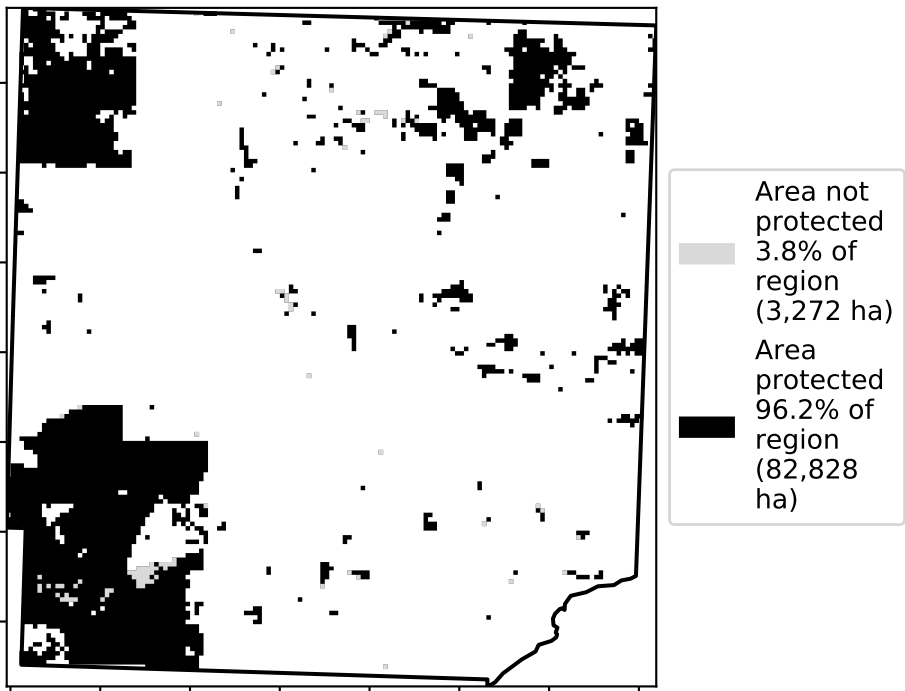 Area not
protected
3.8% of
region
(3,272 ha)
Area
protected
96.2% of
region
(82,828
ha)